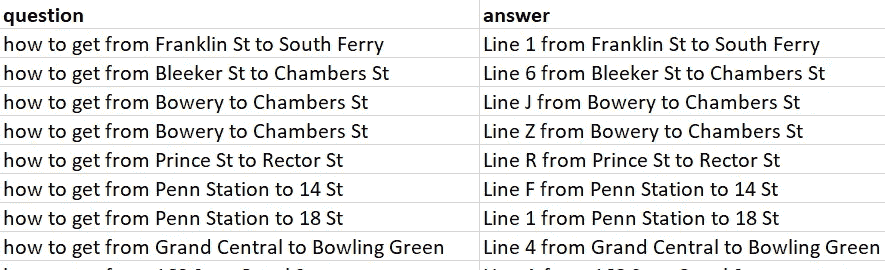 question answer
how to get from Franklin St to South Ferry Line 1 from Franklin St to South Ferry
how to get from Bleeker St to Chambers St Line 6 from Bleeker St to Chambers St
how to get from Bowery to Chambers St Line J from Bowery to Chambers St
how to get from Bowery to Chambers St Line Z from Bowery to Chambers St
how to get from Prince St to Rector St Line R from Prince St to Rector St
how to get from Penn Station to 14 St Line F from Penn Station to 14 St
how to get from Penn Station to 18 St Line 1 from Penn Station to 18 St
how to get from Grand Central to Bowling Green Line 4 from Grand Central to Bowling Green